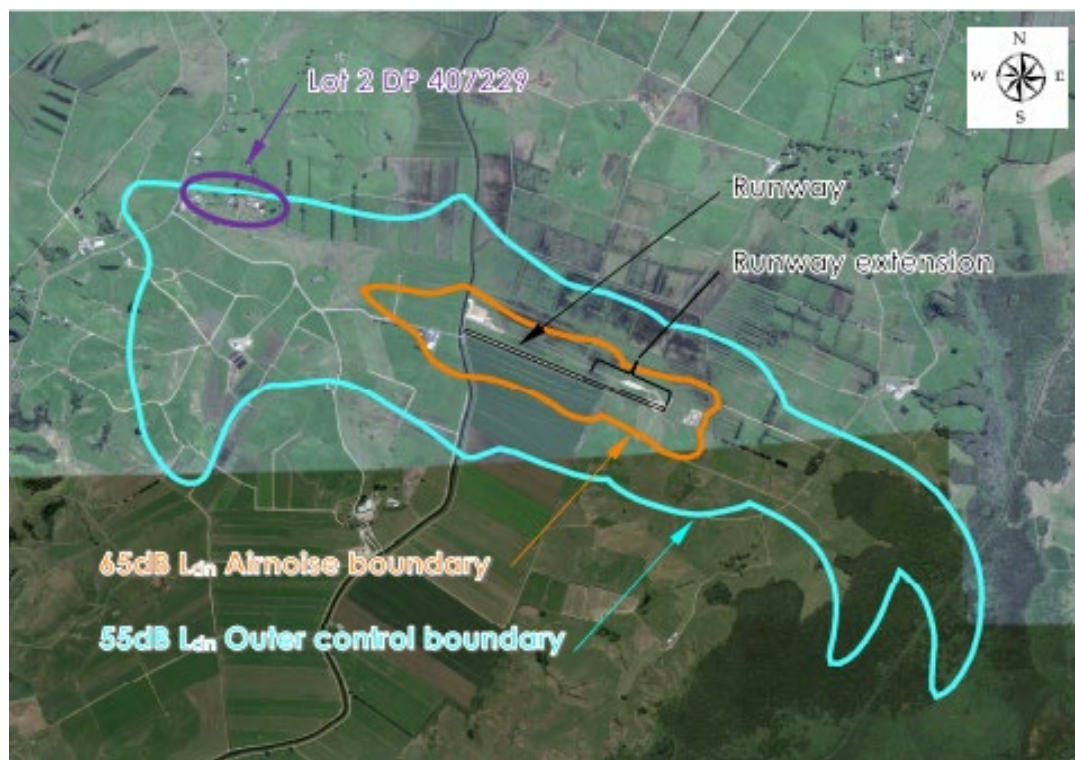 N
W E
S
Lot 2 DP 407229
Runway
Runway extension
65dB Ldn Airnoise boundary
55dB Ldn Outer control boundary